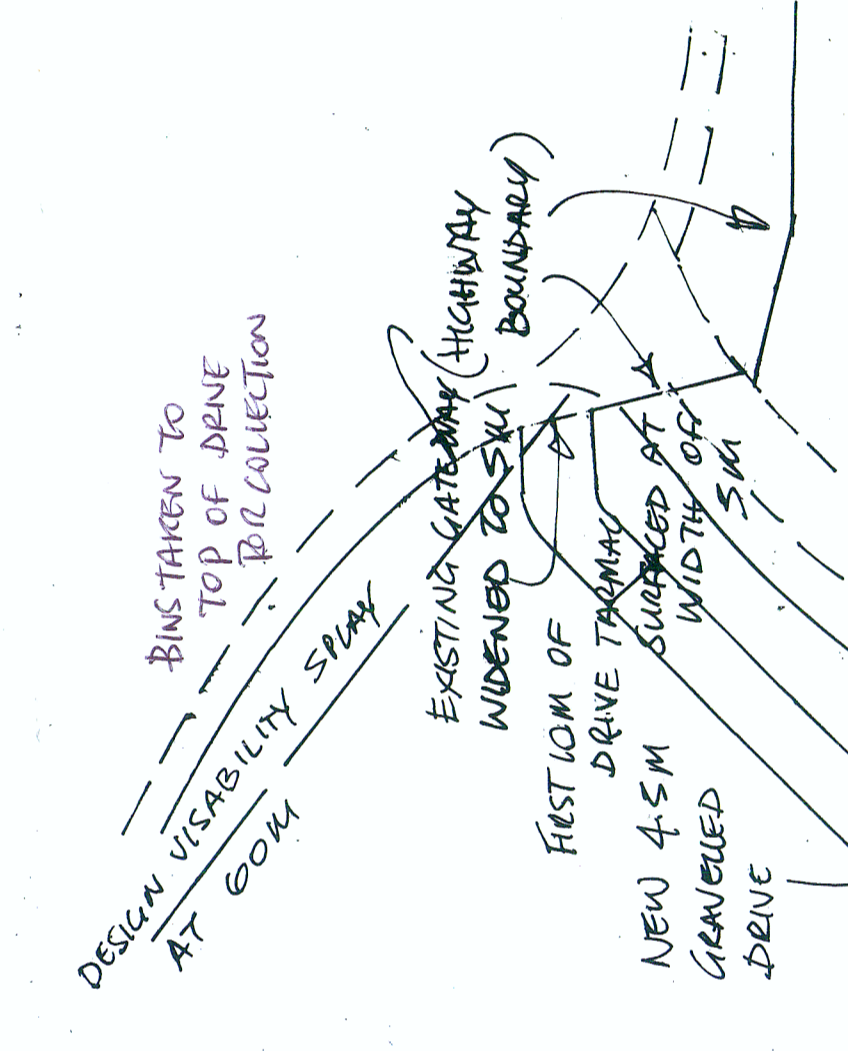 BINS TAKEN TO
TOP OF DRIVE
FOR COLLECTION
DESIGN VISABILITY SPLAY
AT 60M
EXISTING GATEWAY
WIDENED TO 5M
(HIGHWAY
BOUNDARY)
FIRST 10M OF
DRIVE TARMAC
SURFACED AT
WIDTH OF
5M
NEW 4.5M
GRAVELLED
DRIVE